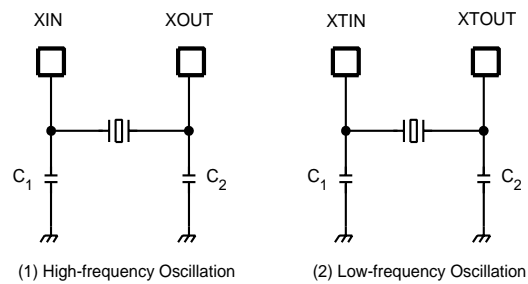 XIN XOUT XTIN XTOUT
C1 C2 C1 C2
(1) High-frequency Oscillation (2) Low-frequency Oscillation